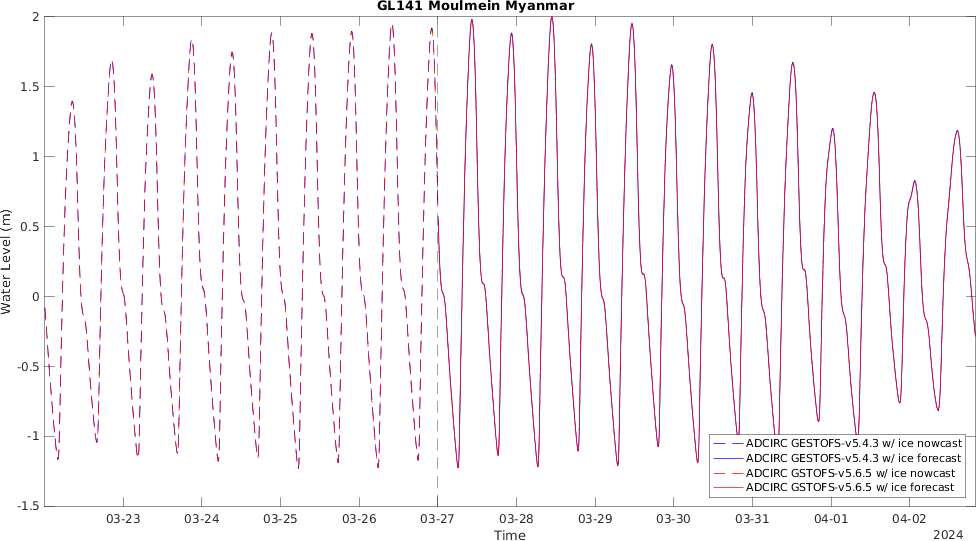 GL141 Moulmein Myanmar
Water Level (m)
2
1.5
1
0.5
0
-0.5
-1
-1.5
03-23
03-24
03-25
03-26
03-27
03-28
03-29
03-30
03-31
04-01
04-02
Time
2024
ADCIRC GESTOFS-v5.4.3 w/ ice nowcast
ADCIRC GESTOFS-v5.4.3 w/ ice forecast
ADCIRC GSTOFS-v5.6.5 w/ ice nowcast
ADCIRC GSTOFS-v5.6.5 w/ ice forecast